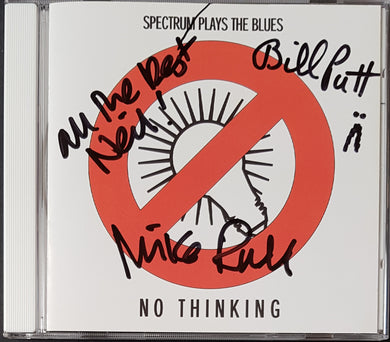 SPECTRUM PLAYS THE BLUES
Bill Putt
all the best
Neil!
Mike Rudd
NO THINKING